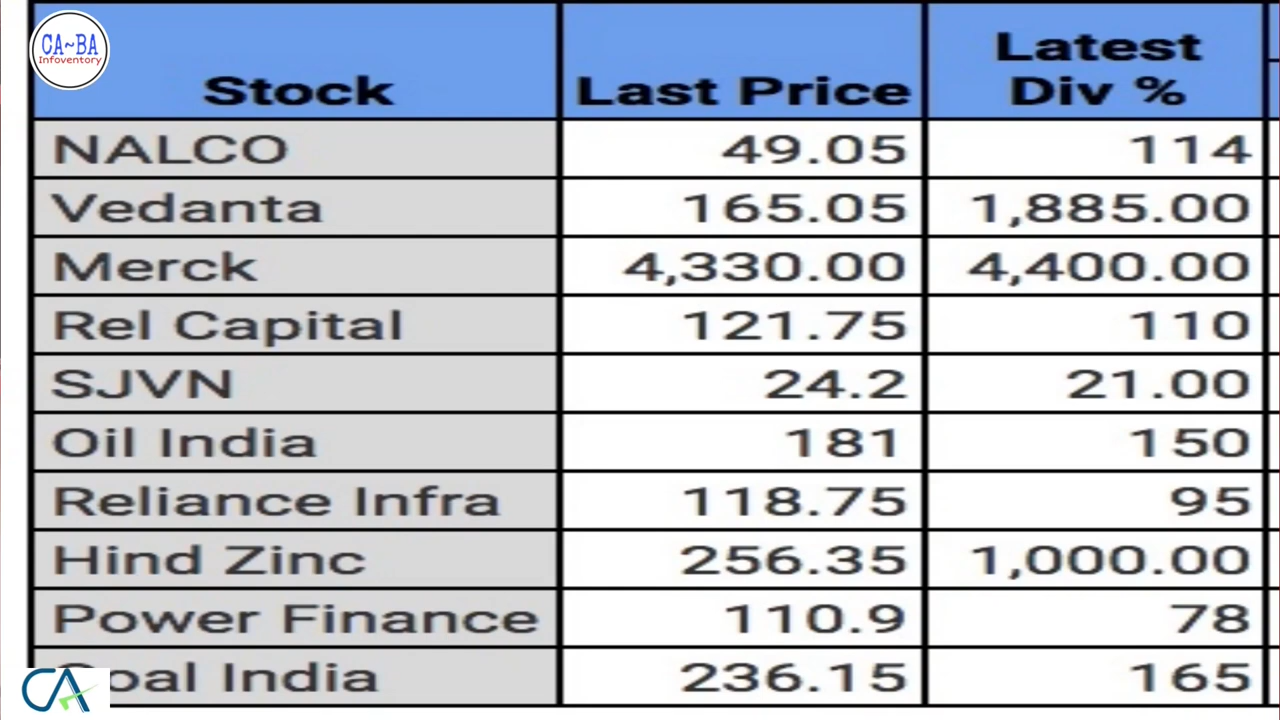 CA~BA
Infoventory
Stock Last Price Latest Div %
NALCO 49.05 114
Vedanta 165.05 1,885.00
Merck 4,330.00 4,400.00
Rel Capital 121.75 110
SJVN 24.2 21.00
Oil India 181 150
Reliance Infra 118.75 95
Hind Zinc 256.35 1,000.00
Power Finance 110.9 78
Coal India 236.15 165
CA